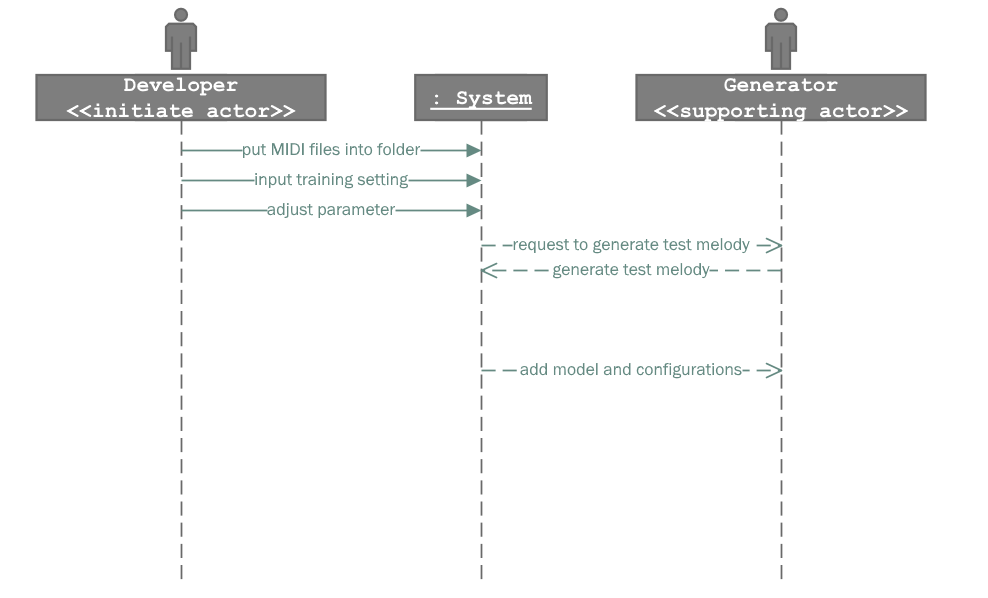 Developer
<<initiate actor>>
: System
Generator
<<supporting actor>>
put MIDI files into folder
input training setting
adjust parameter
request to generate test melody
generate test melody
add model and configurations